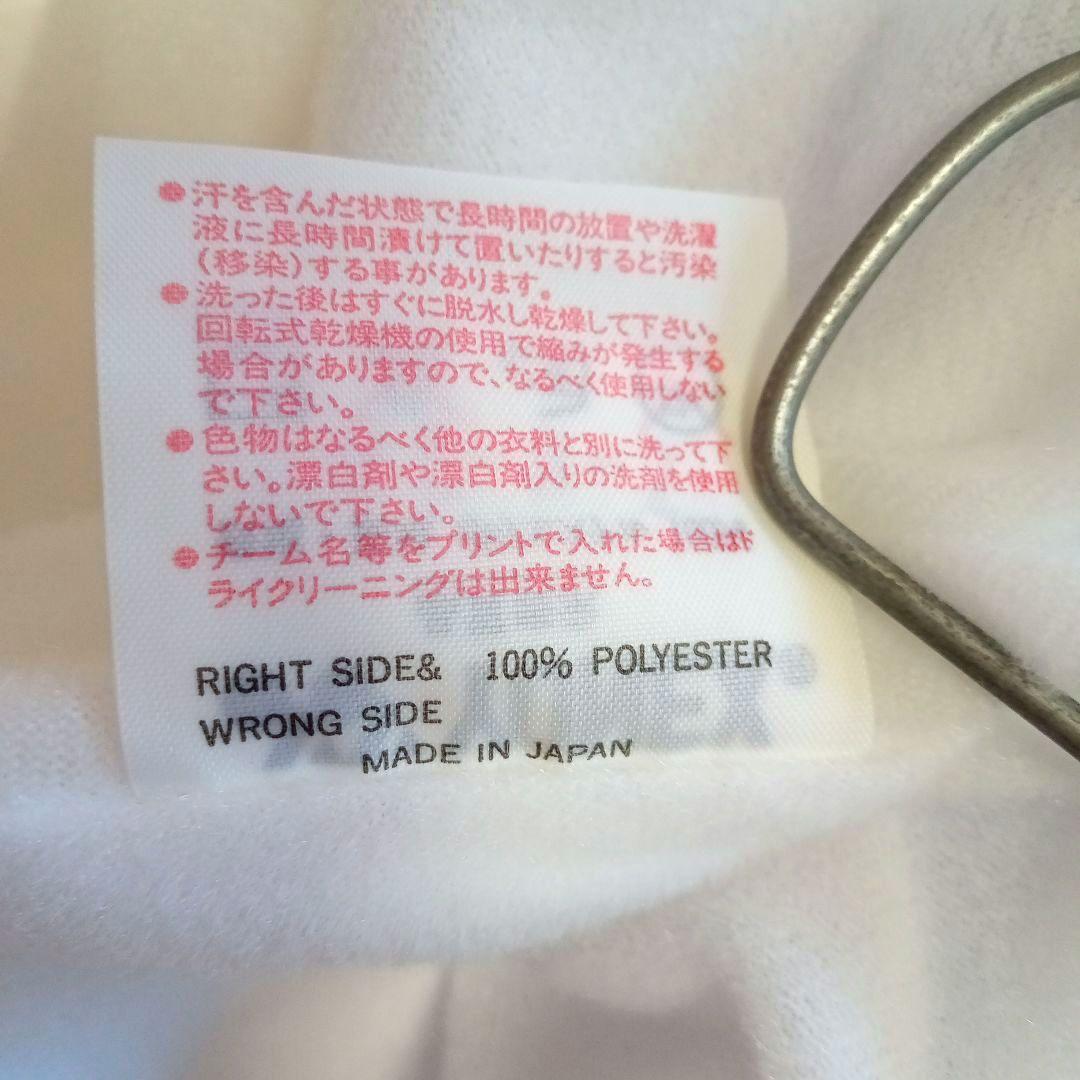 ●汗を含んだ状態で長時間の放置や洗濯
液に長時間漬けて置いたりすると汚染
(移染)する事があります。
●洗った後はすぐに脱水し乾燥して下さい。
回転式乾燥機の使用で縮みが発生する
場合がありますので、なるべく使用しない
で下さい。
●色物はなるべく他の衣料と別に洗って下
さい。漂白剤や漂白剤入りの洗剤を使用
しないで下さい。
●チーム名等をプリントで入れた場合はド
ライクリーニングは出来ません。
RIGHT SIDE& 100% POLYESTER
WRONG SIDE
MADE IN JAPAN